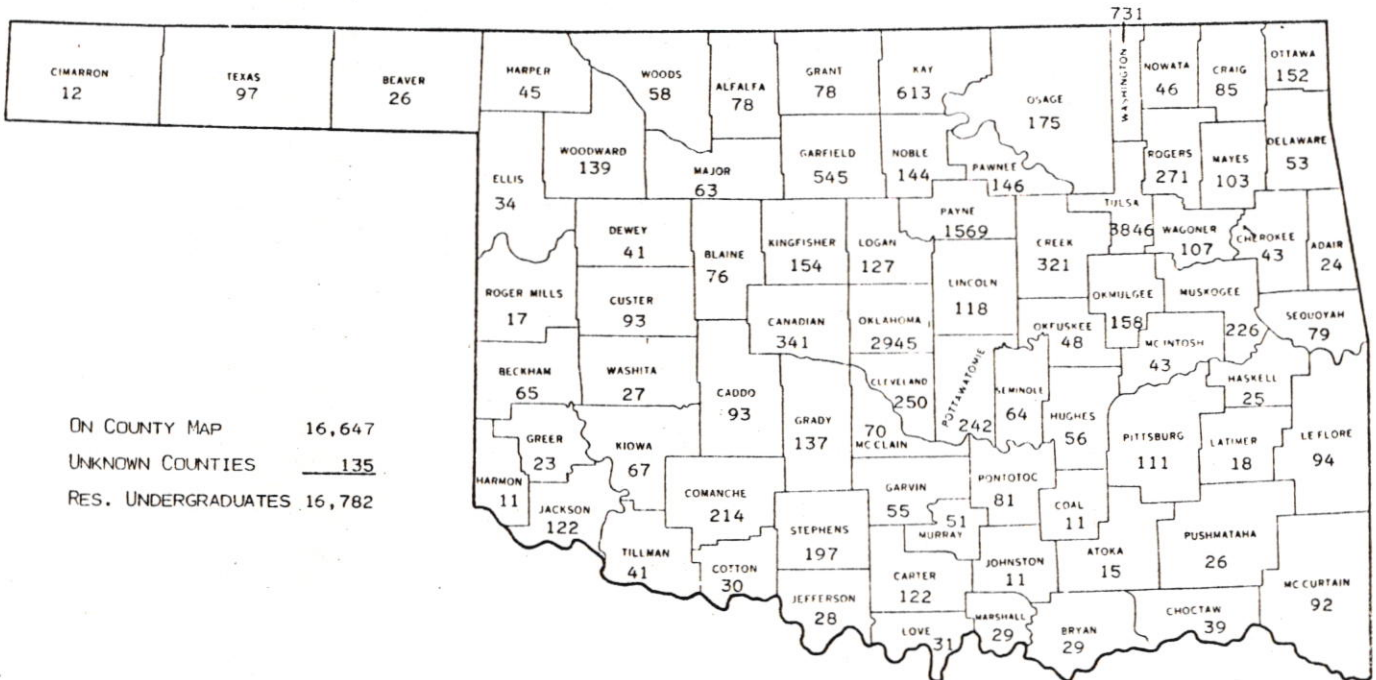 731
CIMARRON
12
TEXAS
97
BEAVER
26
HARPER
45
WOODS
58
ALFALFA
78
GRANT
78
KAY
613
OSAGE
175
WASHINGTON
NOWATA
46
CRAIG
85
OTTAWA
152
ELLIS
34
WOODWARD
139
MAJOR
63
GARFIELD
545
NOBLE
144
PAWNEE
146
ROGERS
271
MAYES
103
DELAWARE
53
DEWEY
41
BLAINE
76
KINGFISHER
154
LOGAN
127
PAYNE
1569
CREEK
321
TULSA
3846
WAGONER
107
CHEROKEE
43
ADAIR
24
ROGER MILLS
17
CUSTER
93
CANADIAN
341
OKLAHOMA
2945
LINCOLN
118
OKFUSKEE
48
OKMULGEE
158
MUSKOGEE
226
MC INTOSH
43
SEQUOYAH
79
BECKHAM
65
WASHITA
27
CADDO
93
GRADY
137
CLEVELAND
250
70
MC CLAIN
POTTAWATOMIE
242
SEMINOLE
64
HUGHES
56
PITTSBURG
111
HASKELL
25
LATIMER
18
LE FLORE
94
ON COUNTY MAP 16,647
UNKNOWN COUNTIES 135
RES. UNDERGRADUATES 16,782
GREER
23
KIOWA
67
HARMON
11
JACKSON
122
COMANCHE
214
TILLMAN
41
COTTON
30
STEPHENS
197
JEFFERSON
28
GARVIN
55
51
MURRAY
PONTOTOC
81
COAL
11
CARTER
122
JOHNSTON
11
ATOKA
15
PUSHMATAHA
26
MC CURTAIN
92
LOVE
31
MARSHALL
29
BRYAN
29
CHOCTAW
39